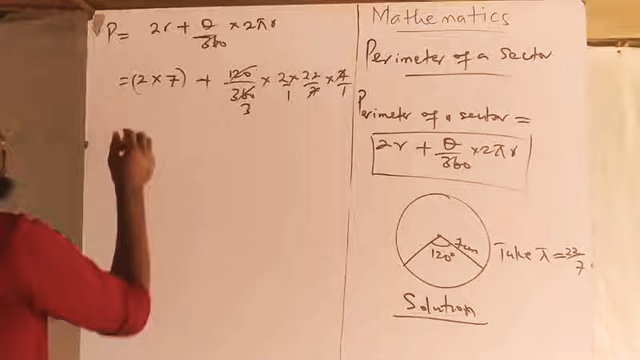 P = 2r + θ/360 × 2πr
= (2 × 7) + 120/360 × 2/1 × 22/7 × 7/1
3
Mathematics
Perimeter of a Sector
Perimeter of a sector =
2r + θ/360 × 2πr
7cm
120°
Take π = 22/7
Solution